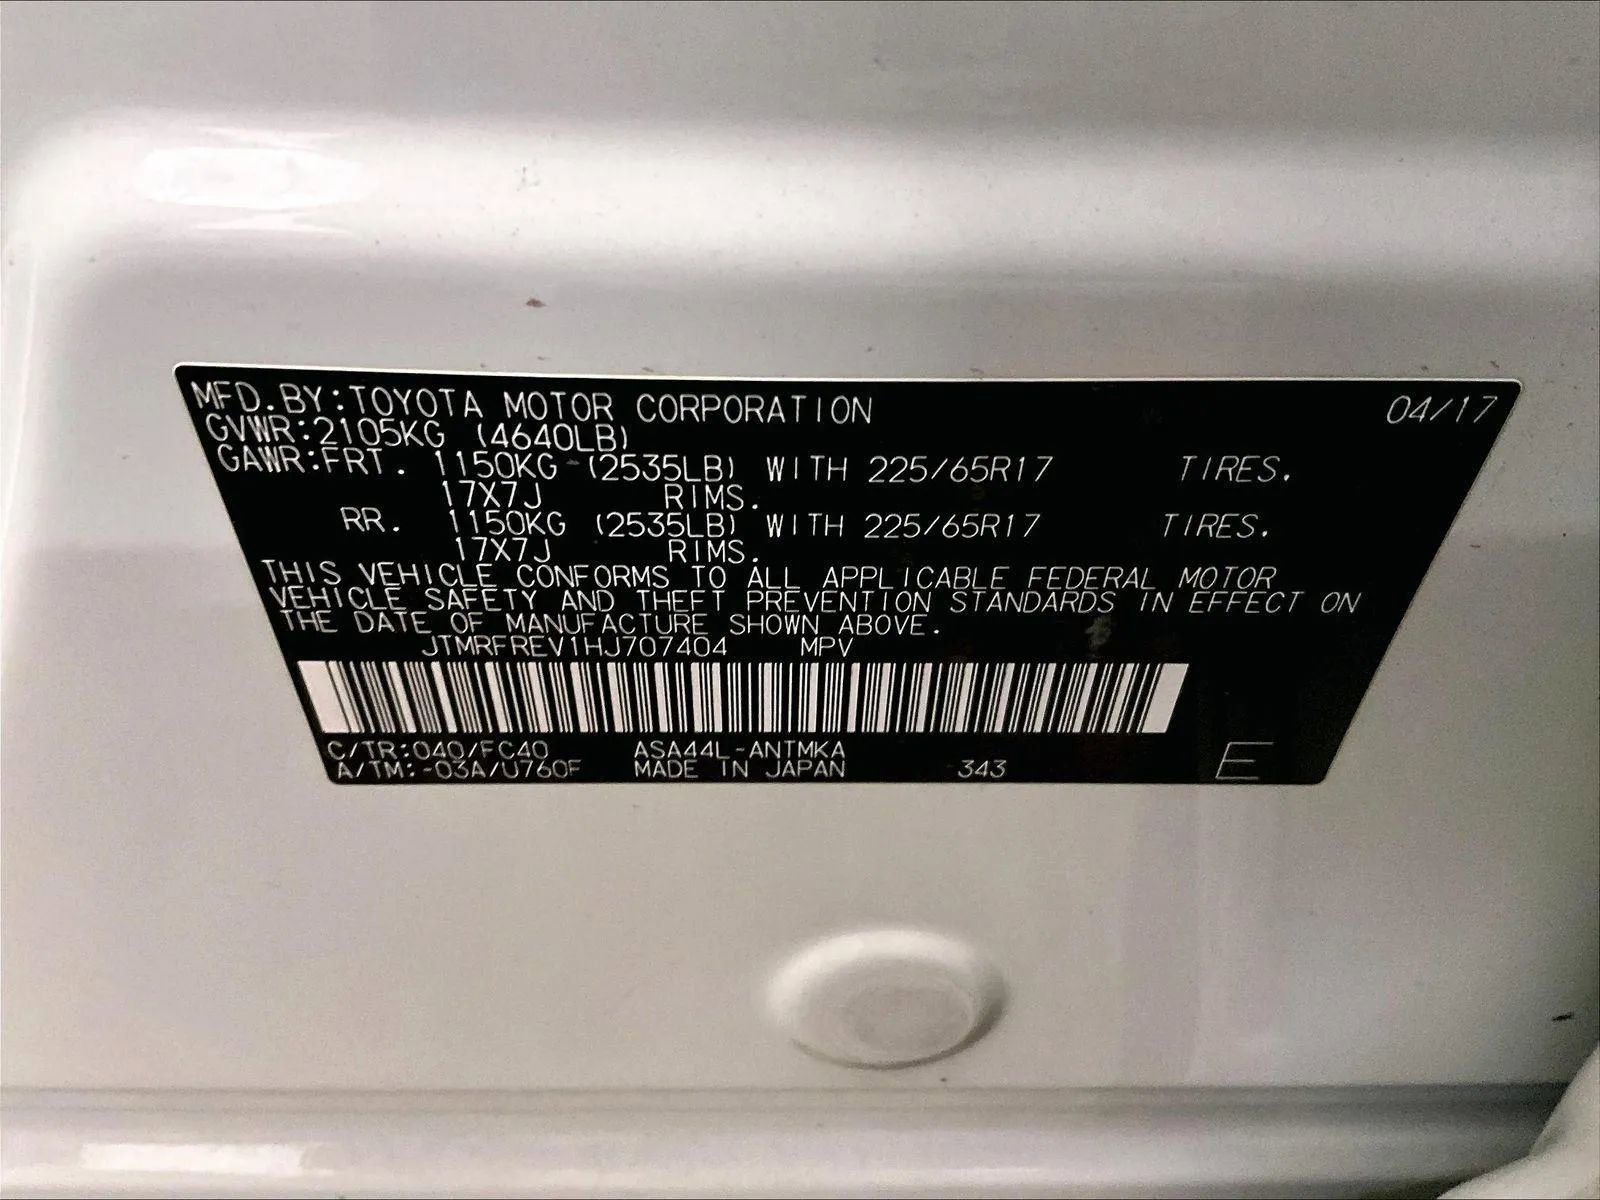 MFD.BY:TOYOTA MOTOR CORPORATION 04/17
GVWR:2105KG (4640LB)
GAWR:FRT. 1150KG (2535LB) WITH 225/65R17 TIRES.
17X7J RIMS.
RR. 1150KG (2535LB) WITH 225/65R17 TIRES.
17X7J RIMS.
THIS VEHICLE CONFORMS TO ALL APPLICABLE FEDERAL MOTOR
VEHICLE SAFETY AND THEFT PREVENTION STANDARDS IN EFFECT ON
THE DATE OF MANUFACTURE SHOWN ABOVE.
JTMRFREV1HJ707404 MPV
C/TR:040/FC40 ASA44L-ANTMKA
A/TM:-03A/U760F MADE IN JAPAN 343 E